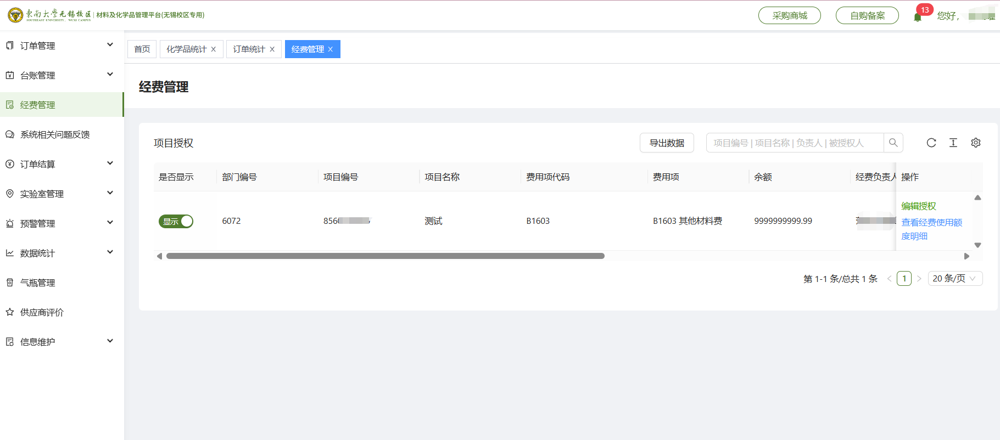 東南大學无锡校区 | 材料及化学品管理平台(无锡校区专用)
SOUTHEAST UNIVERSITY, WUXI CAMPUS
采购商城
自购备案
13
您好,
订单管理
台账管理
经费管理
系统相关问题反馈
订单结算
实验室管理
预警管理
数据统计
气瓶管理
供应商评价
信息维护
首页
化学品统计 X
订单统计 X
经费管理 X
经费管理
项目授权
导出数据
项目编号 | 项目名称 | 负责人 | 被授权人
是否显示 部门编号 项目编号 项目名称 费用项代码 费用项 余额 经费负责人 操作
显示 6072 856 测试 B1603 B1603 其他材料费 9999999999.99
编辑授权
查看经费使用额
度明细
第 1-1 条/总共 1 条 < 1 > 20 条/页